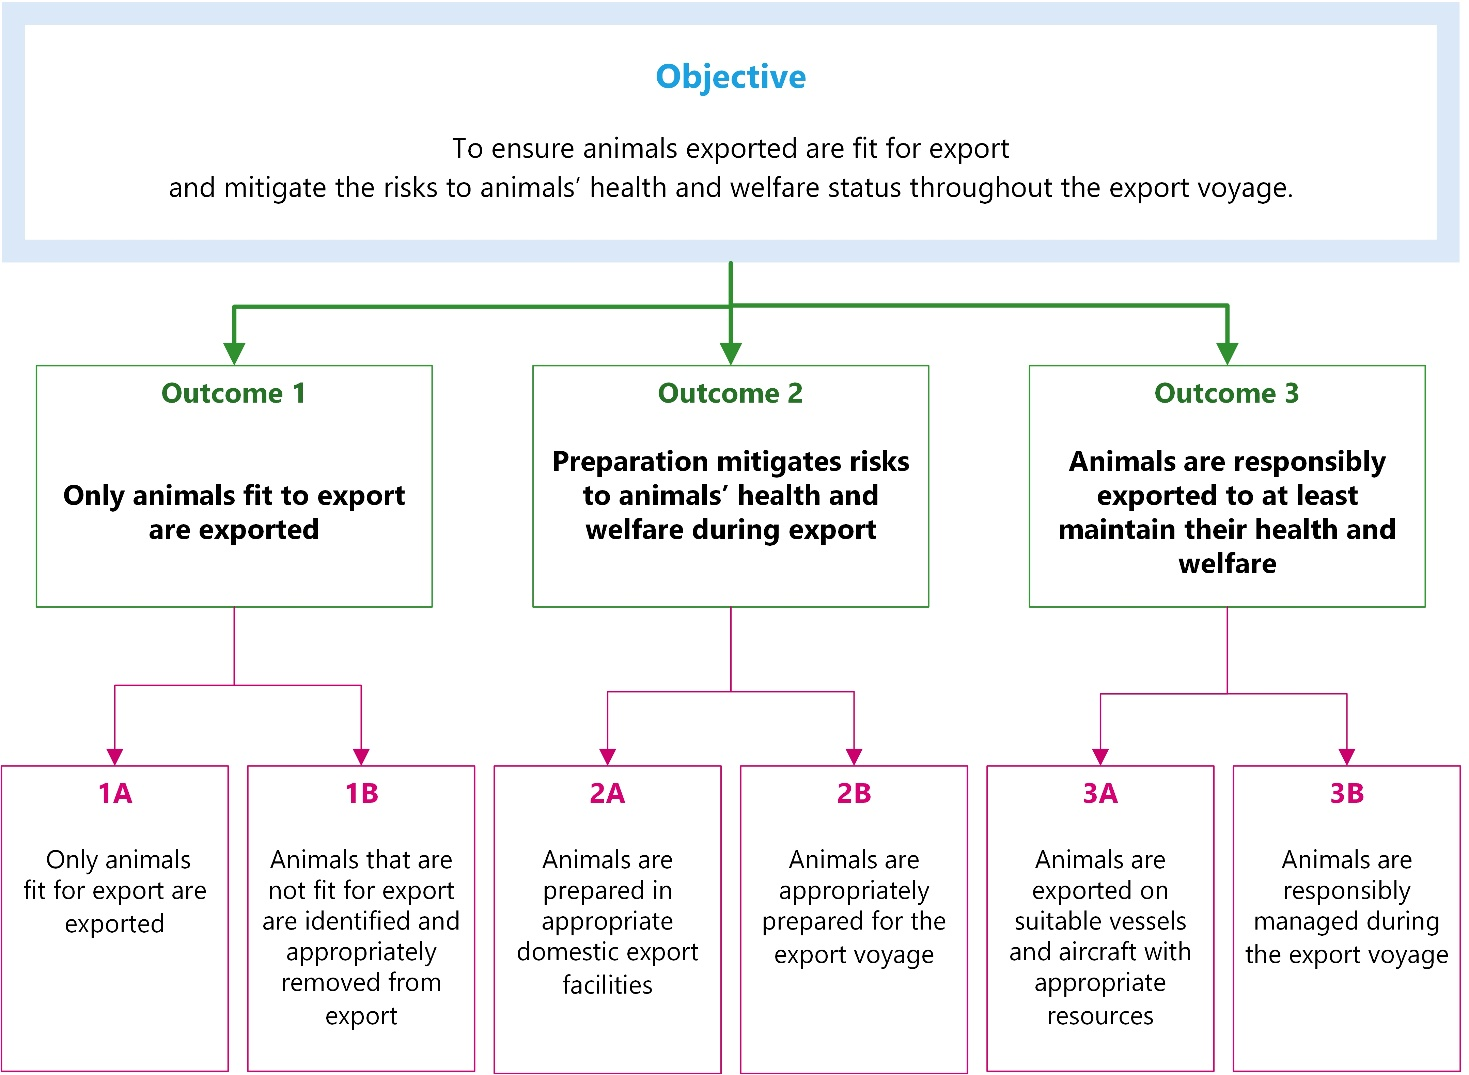 Objective
To ensure animals exported are fit for export
and mitigate the risks to animals’ health and welfare status throughout the export voyage.
Outcome 1
Only animals fit to export
are exported
Outcome 2
Preparation mitigates risks
to animals’ health and
welfare during export
Outcome 3
Animals are responsibly
exported to at least
maintain their health and
welfare
1A
Only animals
fit for export are
exported
1B
Animals that are
not fit for export
are identified and
appropriately
removed from
export
2A
Animals are
prepared in
appropriate
domestic export
facilities
2B
Animals are
appropriately
prepared for the
export voyage
3A
Animals are
exported on
suitable vessels
and aircraft with
appropriate
resources
3B
Animals are
responsibly
managed during
the export voyage